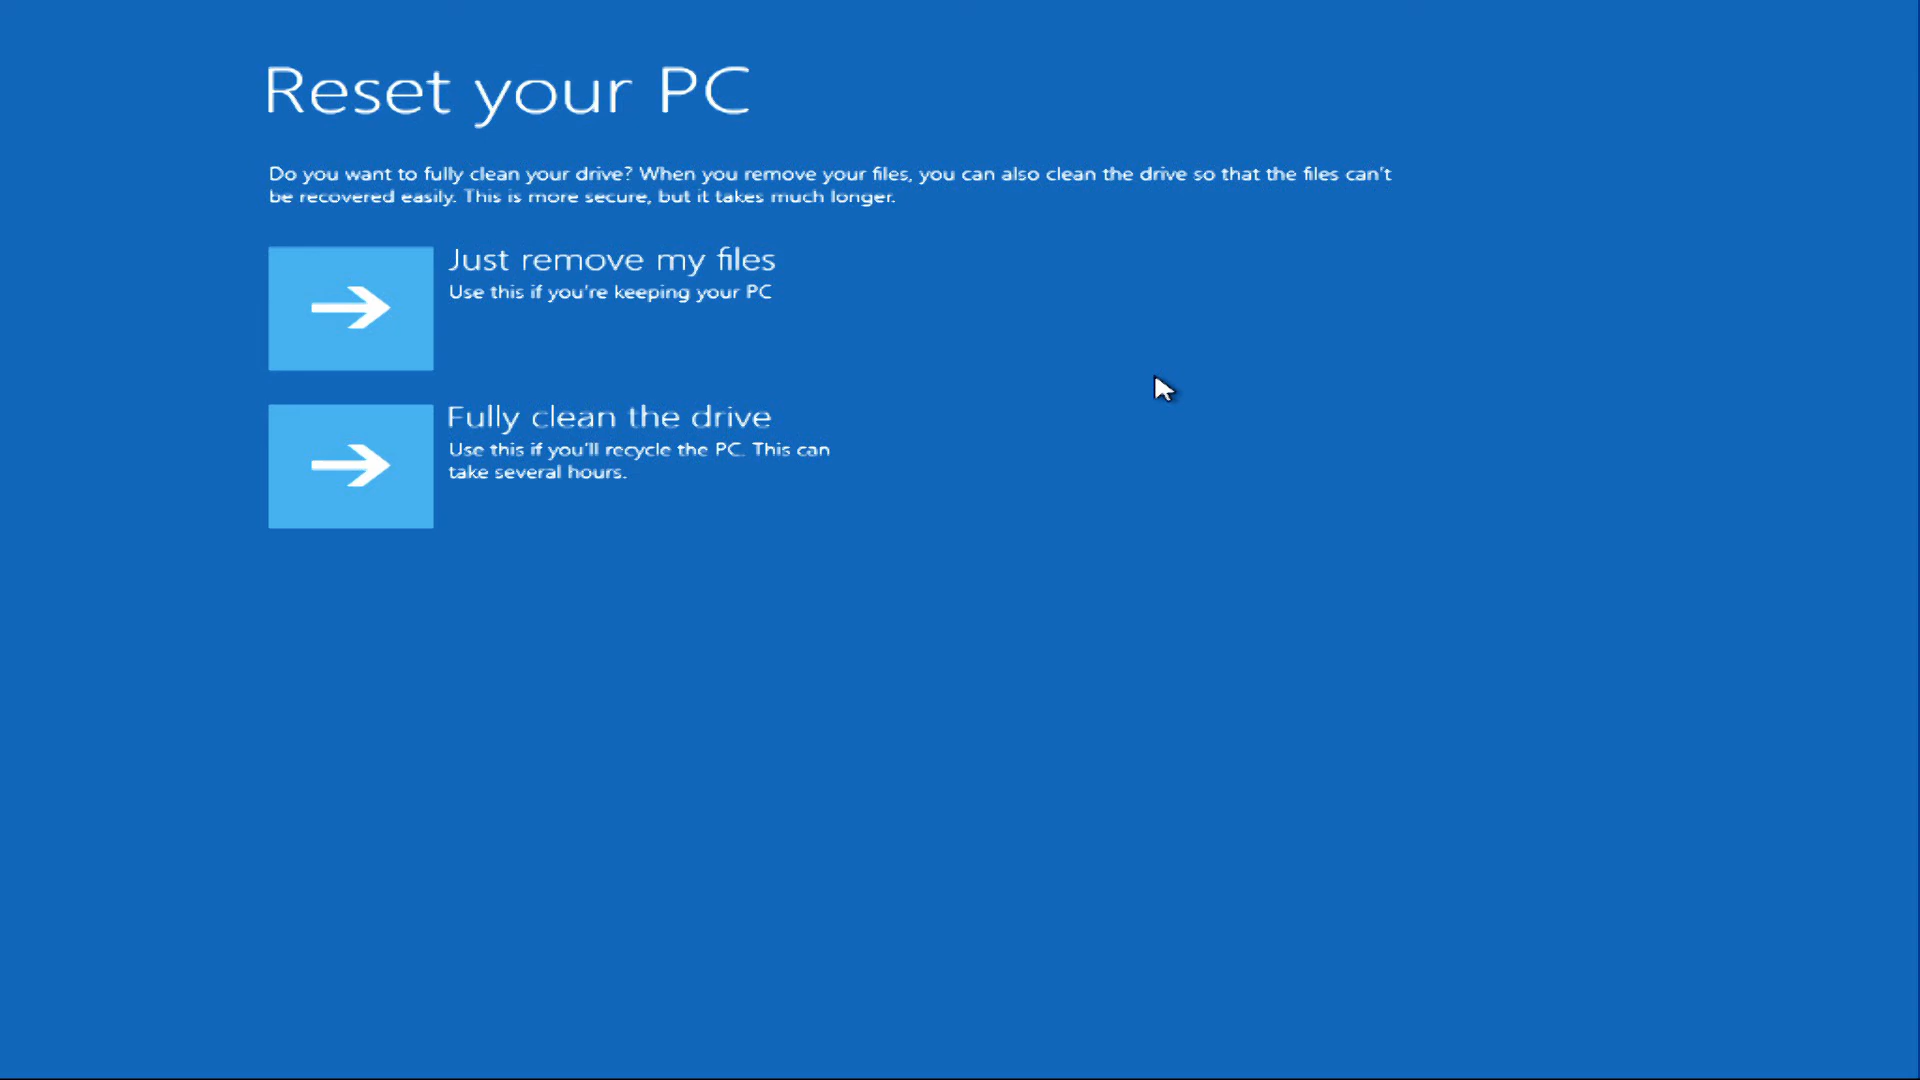 Reset your PC
Do you want to fully clean your drive? When you remove your files, you can also clean the drive so that the files can't
be recovered easily. This is more secure, but it takes much longer.
Just remove my files
Use this if you're keeping your PC
Fully clean the drive
Use this if you'll recycle the PC. This can
take several hours.